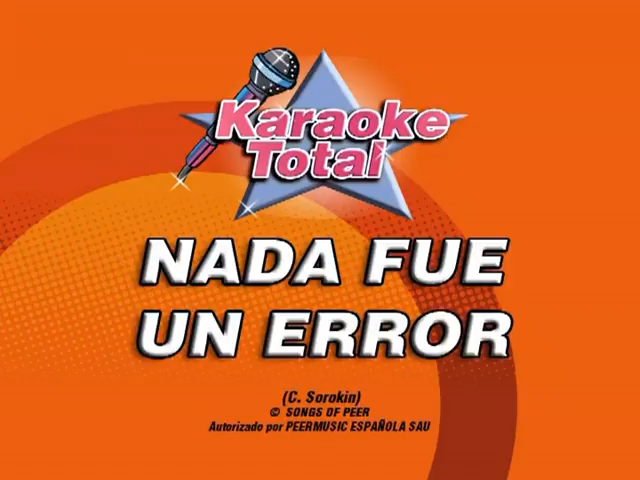 Karaoke
Total
NADA FUE
UN ERROR
(C. Sorokin)
© SONGS OF PEER
Autorizado por PEERMUSIC ESPAÑOLA SAU